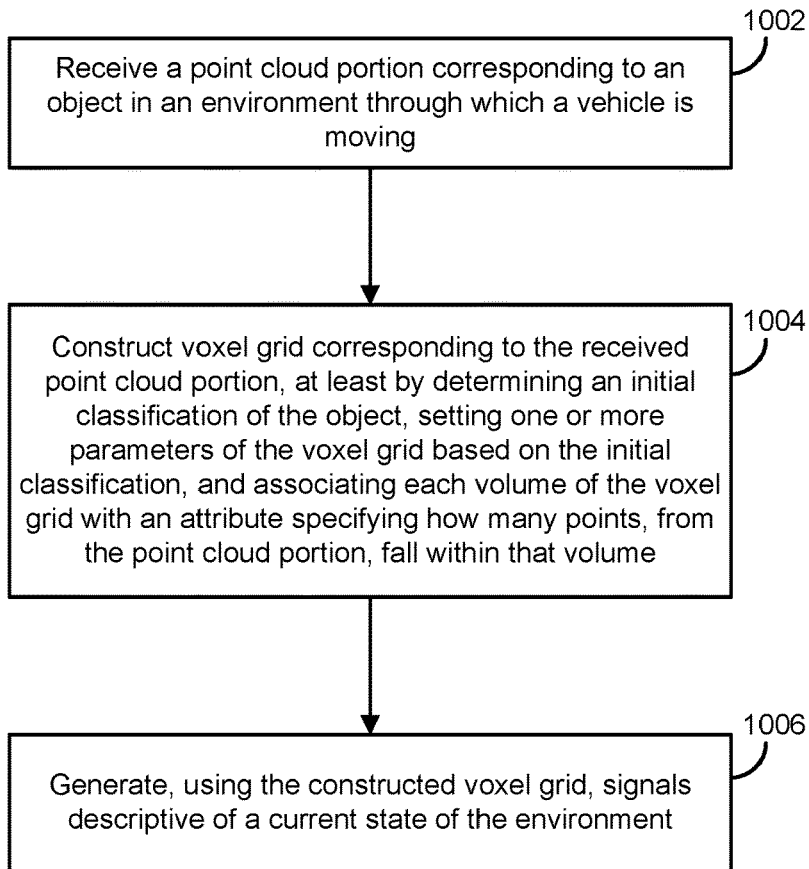 1002
Receive a point cloud portion corresponding to an
object in an environment through which a vehicle is
moving
1004
Construct voxel grid corresponding to the received
point cloud portion, at least by determining an initial
classification of the object, setting one or more
parameters of the voxel grid based on the initial
classification, and associating each volume of the voxel
grid with an attribute specifying how many points, from
the point cloud portion, fall within that volume
1006
Generate, using the constructed voxel grid, signals
descriptive of a current state of the environment